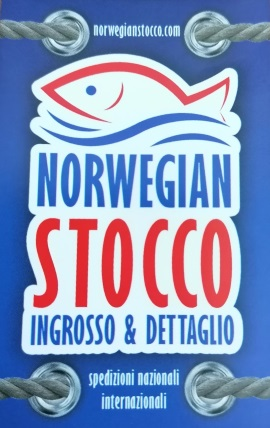 norwegianstocco.com
NORWEGIAN
STOCCO
INGROSSO & DETTAGLIO
spedizioni nazionali
internazionali